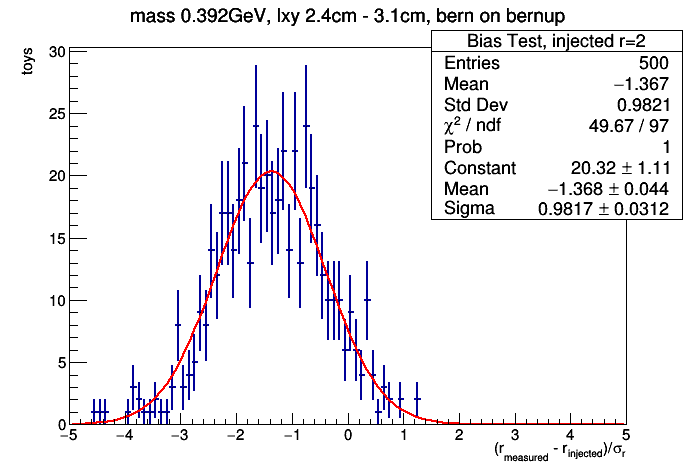 mass 0.392GeV, lxy 2.4cm - 3.1cm, bern on bernup
Bias Test, injected r=2
Entries 500
Mean −1.367
Std Dev 0.9821
χ² / ndf 49.67 / 97
Prob 1
Constant 20.32 ± 1.11
Mean −1.368 ± 0.044
Sigma 0.9817 ± 0.0312
toys
30
25
20
15
10
5
0
−5 −4 −3 −2 −1 0 1 2 3 4 5
(r_measured - r_injected)/σ_r